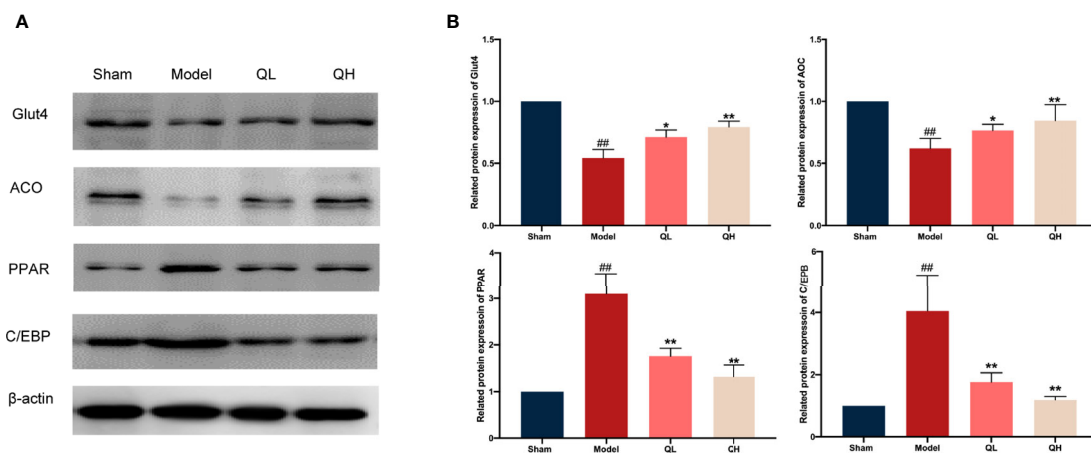 A
Sham Model QL QH
Glut4
ACO
PPAR
C/EBP
β-actin
B
Related protein expressoin of Glut4
1.5
1.0
0.5
0.0
##
*
**
Sham Model QL QH
Related protein expressoin of AOC
1.5
1.0
0.5
0.0
##
*
**
Sham Model QL QH
Related protein expressoin of PPAR
4
3
2
1
0
##
**
**
Sham Model QL CH
Related protein expressoin of C/EPB
6
4
2
0
##
**
**
Sham Model QL QH